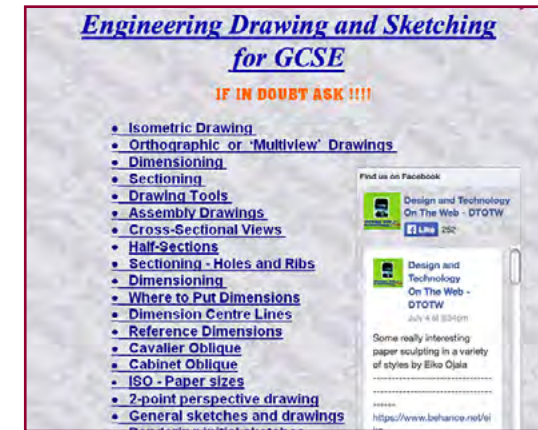 Engineering Drawing and Sketching
for GCSE
IF IN DOUBT ASK !!!!
• Isometric Drawing
• Orthographic or ‘Multiview’ Drawings
• Dimensioning
• Sectioning
• Drawing Tools
• Assembly Drawings
• Cross-Sectional Views
• Half-Sections
• Sectioning - Holes and Ribs
• Dimensioning
• Where to Put Dimensions
• Dimension Centre Lines
• Reference Dimensions
• Cavalier Oblique
• Cabinet Oblique
• ISO - Paper sizes
• 2-point perspective drawing
• General sketches and drawings
• Rendering initial sketches
Find us on Facebook
Design and Technology
On The Web - DTOTW
Like 252
Design and
Technology
On The Web -
DTOTW
July 4 at 9:34pm
Some really interesting
paper sculpting in a variety
of styles by Eiko Ojala
------------------------------
------------------------------
------
https://www.behance.net/ei